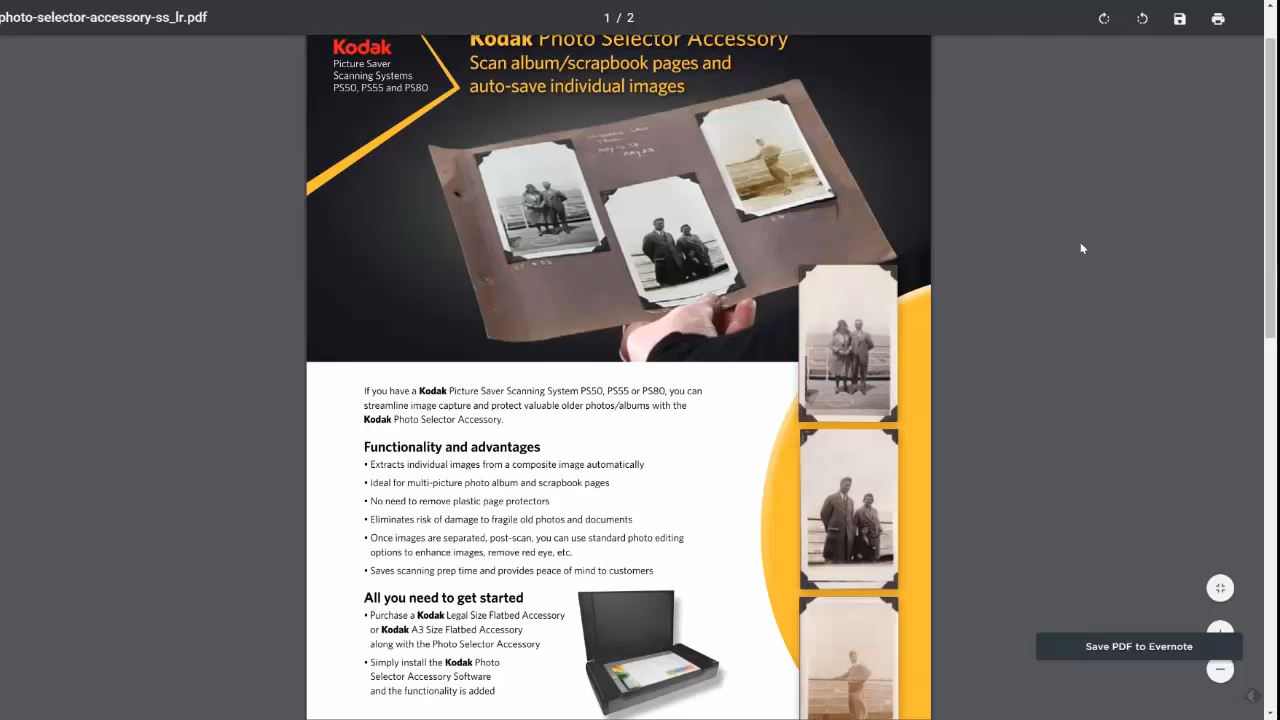 photo-selector-accessory-ss_lr.pdf
1 / 2
Kodak
Picture Saver
Scanning Systems
PS50, PS55 and PS80
Kodak Photo Selector Accessory
Scan album/scrapbook pages and
auto-save individual images
If you have a Kodak Picture Saver Scanning System PS50, PS55 or PS80, you can
streamline image capture and protect valuable older photos/albums with the
Kodak Photo Selector Accessory.
Functionality and advantages
• Extracts individual images from a composite image automatically
• Ideal for multi-picture photo album and scrapbook pages
• No need to remove plastic page protectors
• Eliminates risk of damage to fragile old photos and documents
• Once images are separated, post-scan, you can use standard photo editing
options to enhance images, remove red eye, etc.
• Saves scanning prep time and provides peace of mind to customers
All you need to get started
• Purchase a Kodak Legal Size Flatbed Accessory
or Kodak A3 Size Flatbed Accessory
along with the Photo Selector Accessory
• Simply install the Kodak Photo
Selector Accessory Software
and the functionality is added
Save PDF to Evernote